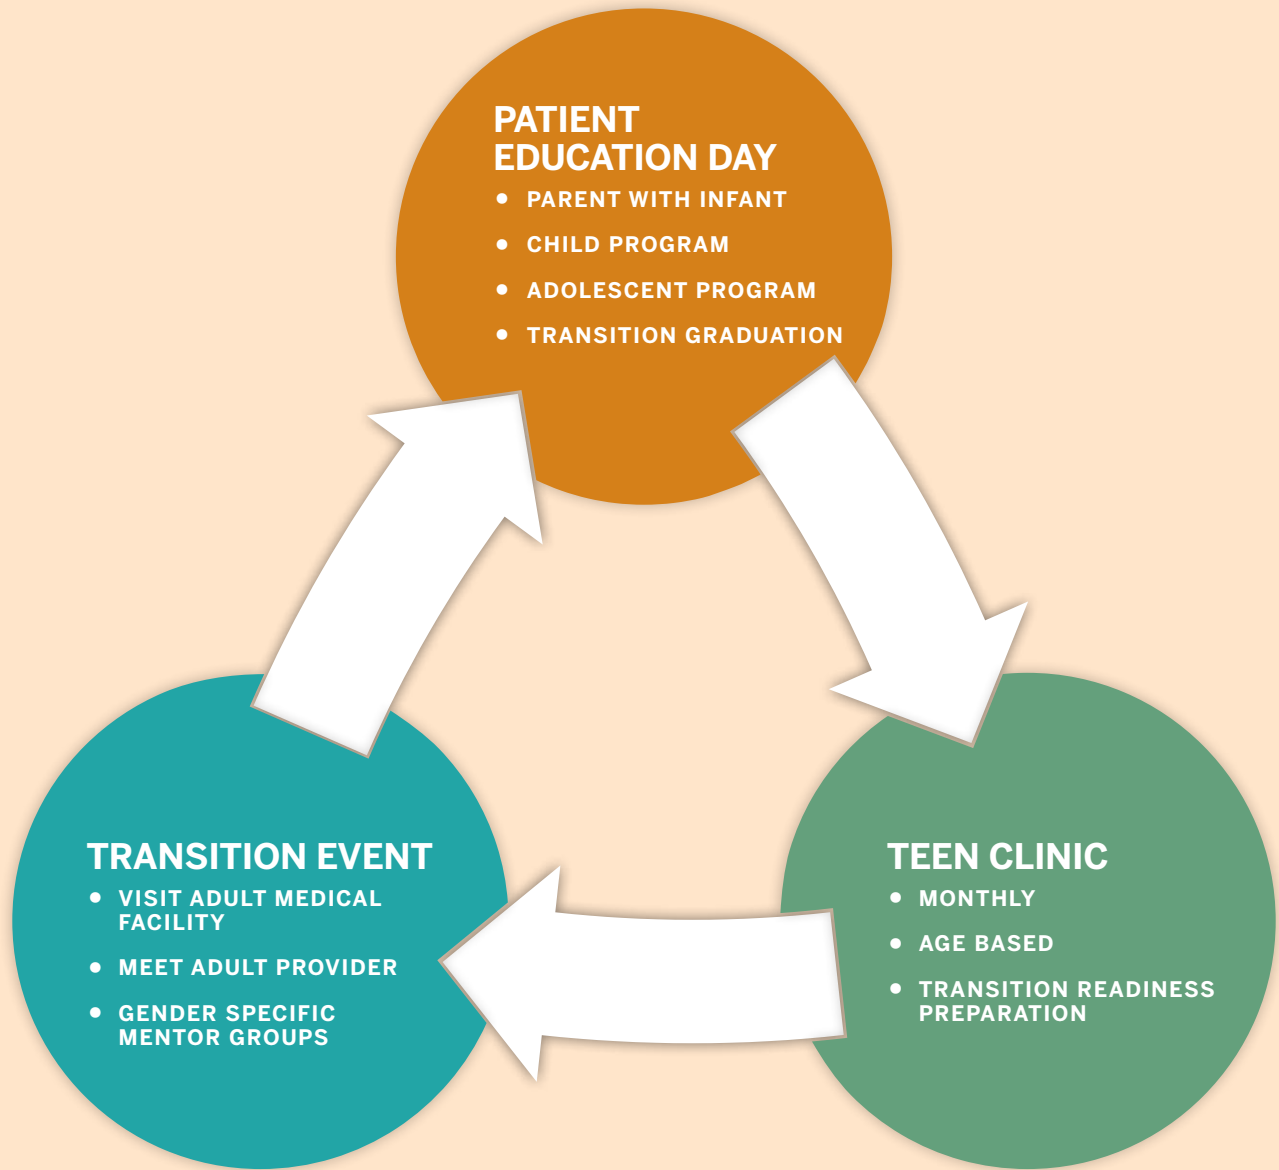 PATIENT
EDUCATION DAY
• PARENT WITH INFANT
• CHILD PROGRAM
• ADOLESCENT PROGRAM
• TRANSITION GRADUATION
TRANSITION EVENT
• VISIT ADULT MEDICAL
FACILITY
• MEET ADULT PROVIDER
• GENDER SPECIFIC
MENTOR GROUPS
TEEN CLINIC
• MONTHLY
• AGE BASED
• TRANSITION READINESS
PREPARATION